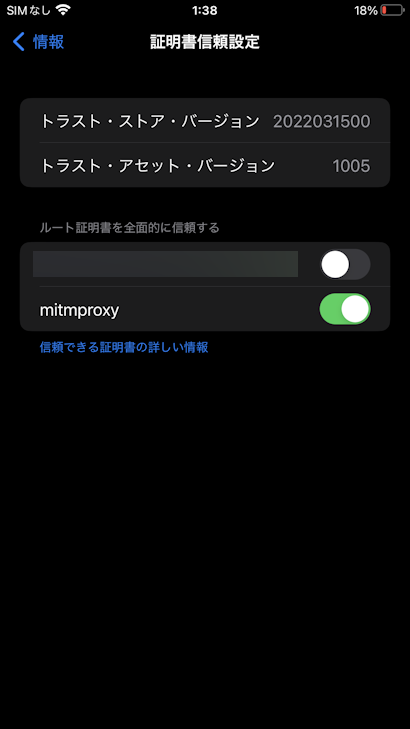 SIMなし 1:38 18%
情報 証明書信頼設定
トラスト・ストア・バージョン 2022031500
トラスト・アセット・バージョン 1005
ルート証明書を全面的に信頼する
mitmproxy
信頼できる証明書の詳しい情報